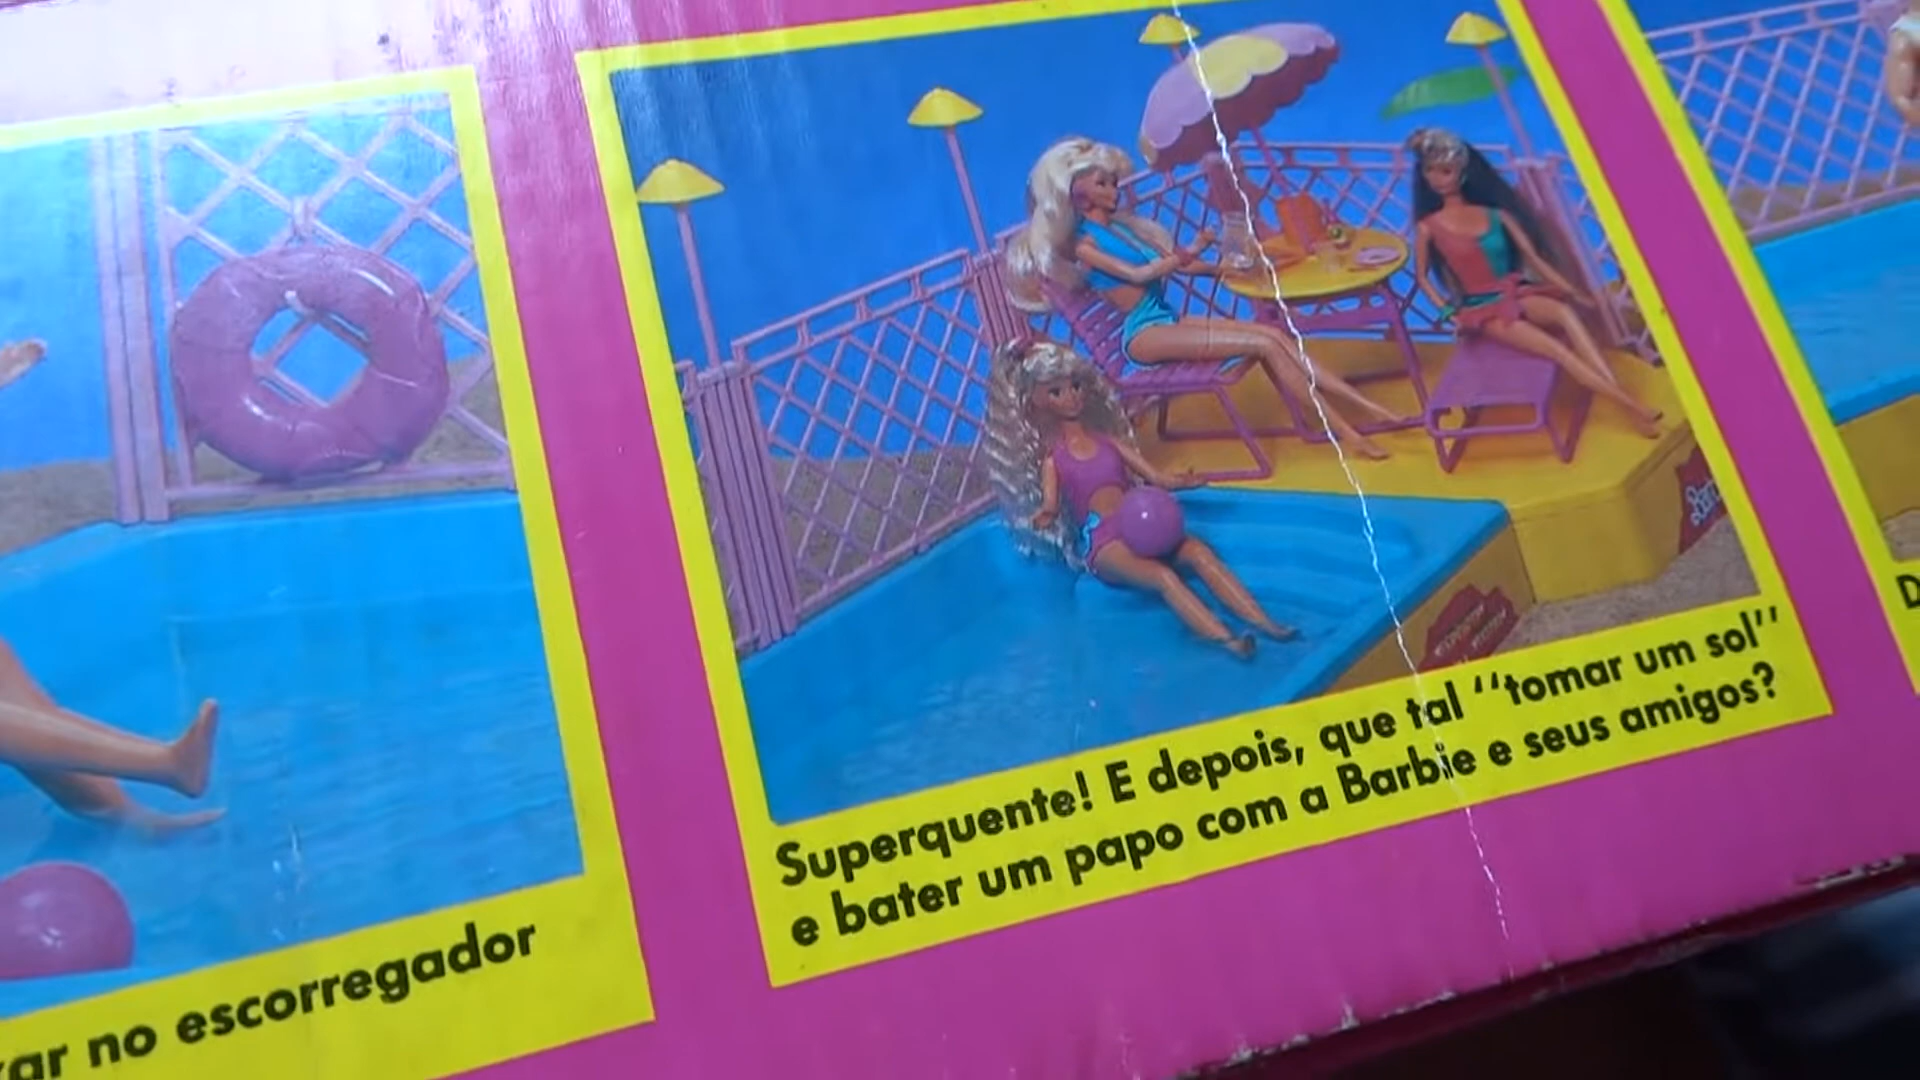 no escorregador
Superquente! E depois, que tal "tomar um sol"
e bater um papo com a Barbie e seus amigos?